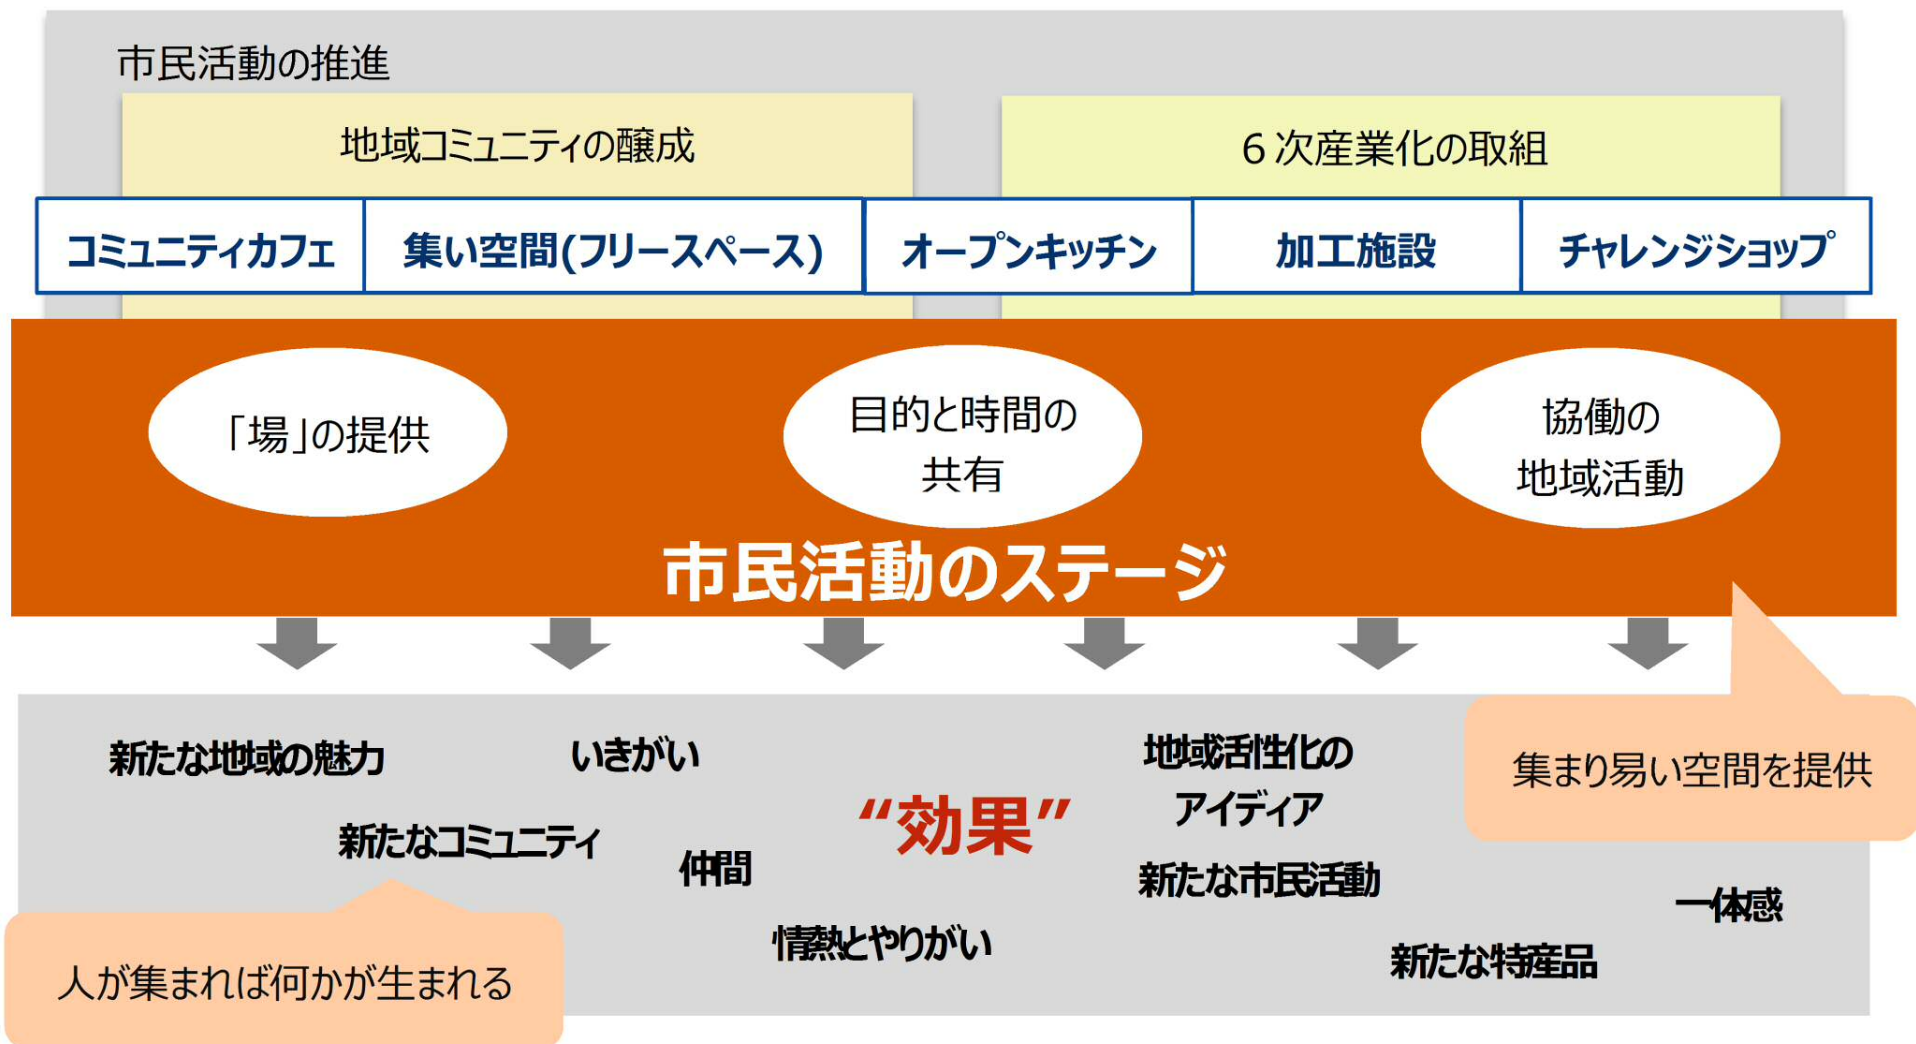 市民活動の推進
地域コミュニティの醸成
6次産業化の取組
コミュニティカフェ
集い空間(フリースペース)
オープンキッチン
加工施設
チャレンジショップ
「場」の提供
目的と時間の
共有
協働の
地域活動
市民活動のステージ
新たな地域の魅力
いきがい
地域活性化の
アイディア
集まり易い空間を提供
新たなコミュニティ
仲間
“効果”
新たな市民活動
一体感
情熱とやりがい
新たな特産品
人が集まれば何かが生まれる